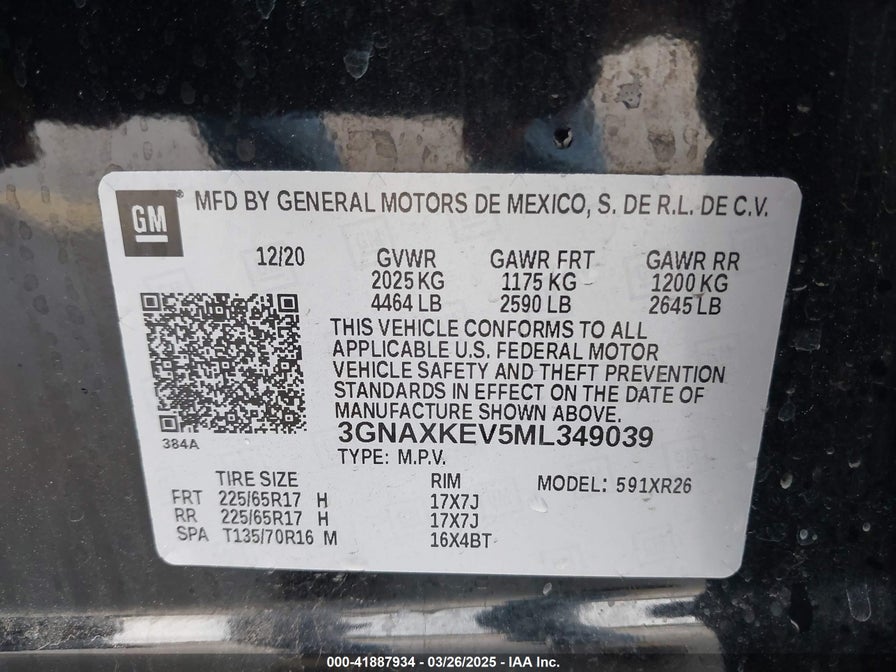 GM ® MFD BY GENERAL MOTORS DE MEXICO, S. DE R.L. DE C.V.
12/20 GVWR GAWR FRT GAWR RR
2025 KG 1175 KG 1200 KG
4464 LB 2590 LB 2645 LB
THIS VEHICLE CONFORMS TO ALL
APPLICABLE U.S. FEDERAL MOTOR
VEHICLE SAFETY AND THEFT PREVENTION
STANDARDS IN EFFECT ON THE DATE OF
MANUFACTURE SHOWN ABOVE.
384A 3GNAXKEV5ML349039
TYPE: M.P.V.
TIRE SIZE RIM MODEL: 591XR26
FRT 225/65R17 H 17X7J
RR 225/65R17 H 17X7J
SPA T135/70R16 M 16X4BT
000-41887934 - 03/26/2025 - IAA Inc.